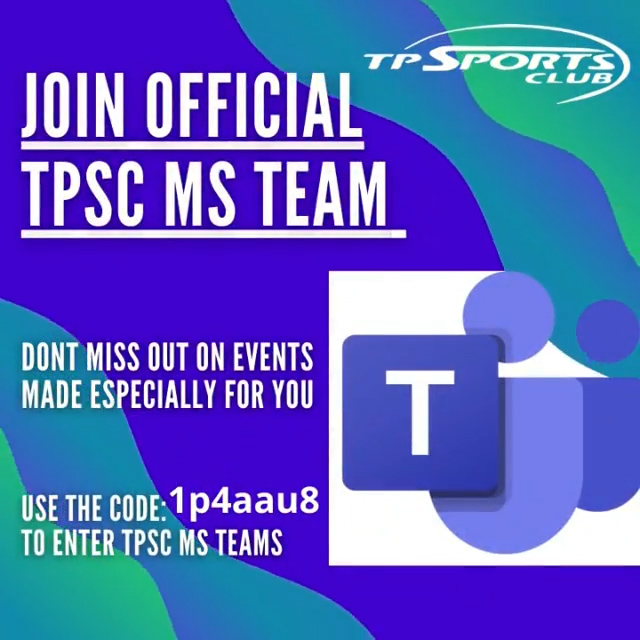 TP SPORTS
CLUB
JOIN OFFICIAL
TPSC MS TEAM
DONT MISS OUT ON EVENTS
MADE ESPECIALLY FOR YOU
T
USE THE CODE:1p4aau8
TO ENTER TPSC MS TEAMS